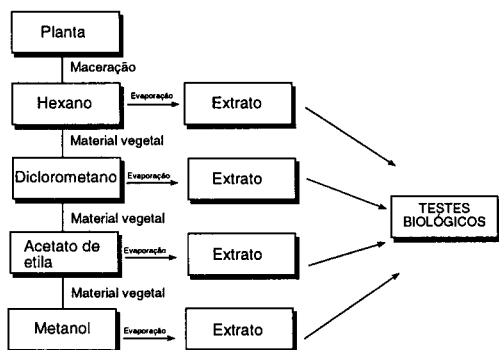 Planta
Maceração
Hexano
Evaporação
Extrato
Material vegetal
Diclorometano
Evaporação
Extrato
TESTES
BIOLÓGICOS
Material vegetal
Acetato de
etila
Evaporação
Extrato
Material vegetal
Metanol
Evaporação
Extrato